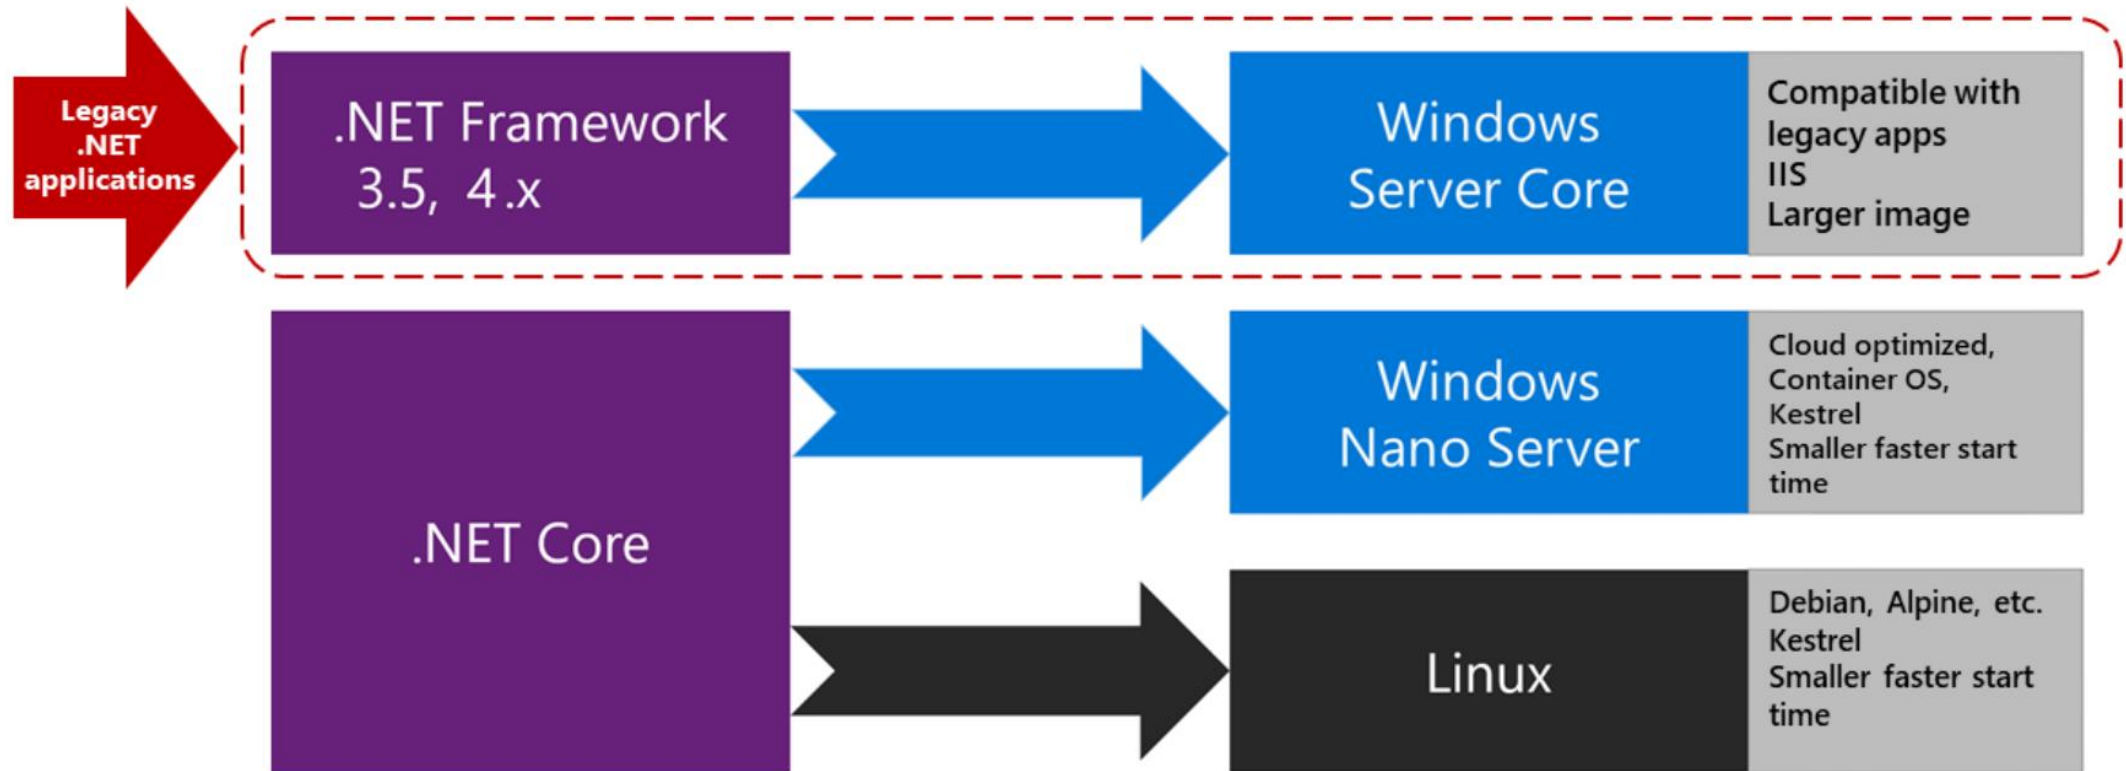 Legacy
.NET
applications
.NET Framework
3.5, 4.x
Windows
Server Core
Compatible with
legacy apps
IIS
Larger image
.NET Core
Windows
Nano Server
Cloud optimized,
Container OS,
Kestrel
Smaller faster start
time
Linux
Debian, Alpine, etc.
Kestrel
Smaller faster start
time